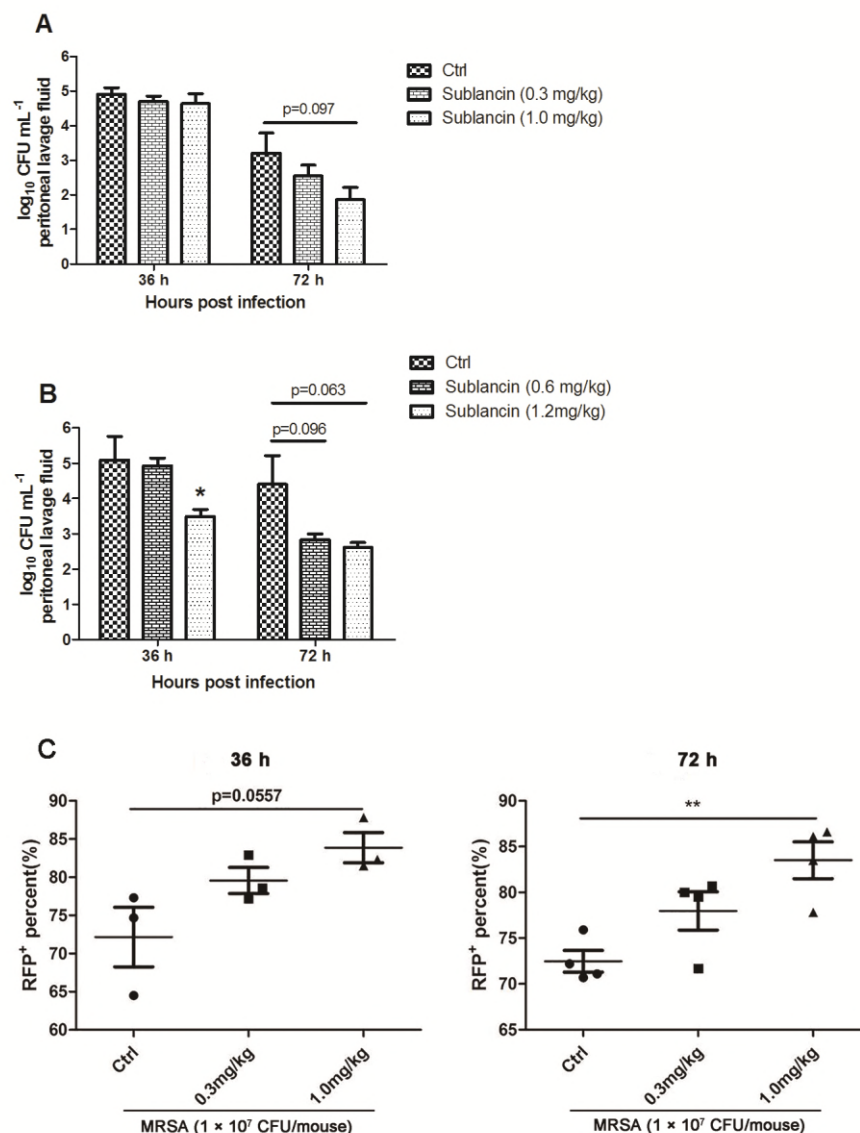 A
Ctrl
Sublancin (0.3 mg/kg)
Sublancin (1.0 mg/kg)
p=0.097
log₁₀ CFU mL⁻¹
peritoneal lavage fluid
6
5
4
3
2
1
0
36 h
72 h
Hours post infection
B
Ctrl
Sublancin (0.6 mg/kg)
Sublancin (1.2mg/kg)
p=0.063
p=0.096
*
log₁₀ CFU mL⁻¹
peritoneal lavage fluid
6
5
4
3
2
1
0
36 h
72 h
Hours post infection
C
36 h
p=0.0557
RFP⁺ percent(%)
90
85
80
75
70
65
60
Ctrl
0.3mg/kg
1.0mg/kg
MRSA (1 × 10⁷ CFU/mouse)
72 h
**
RFP⁺ percent(%)
90
85
80
75
70
65
Ctrl
0.3mg/kg
1.0mg/kg
MRSA (1 × 10⁷ CFU/mouse)